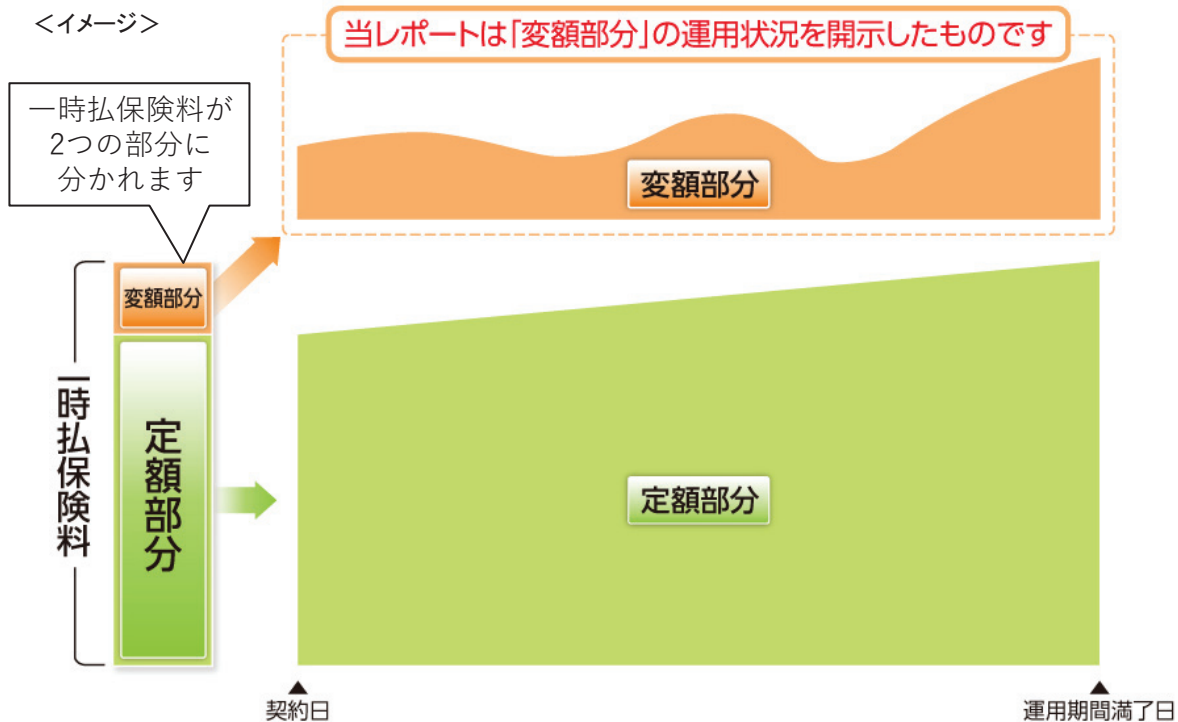 ＜イメージ＞
当レポートは｢変額部分｣の運用状況を開示したものです
一時払保険料が
2つの部分に
分かれます
変額部分
変額部分
一時払保険料
定額部分
定額部分
▲
契約日
▲
運用期間満了日